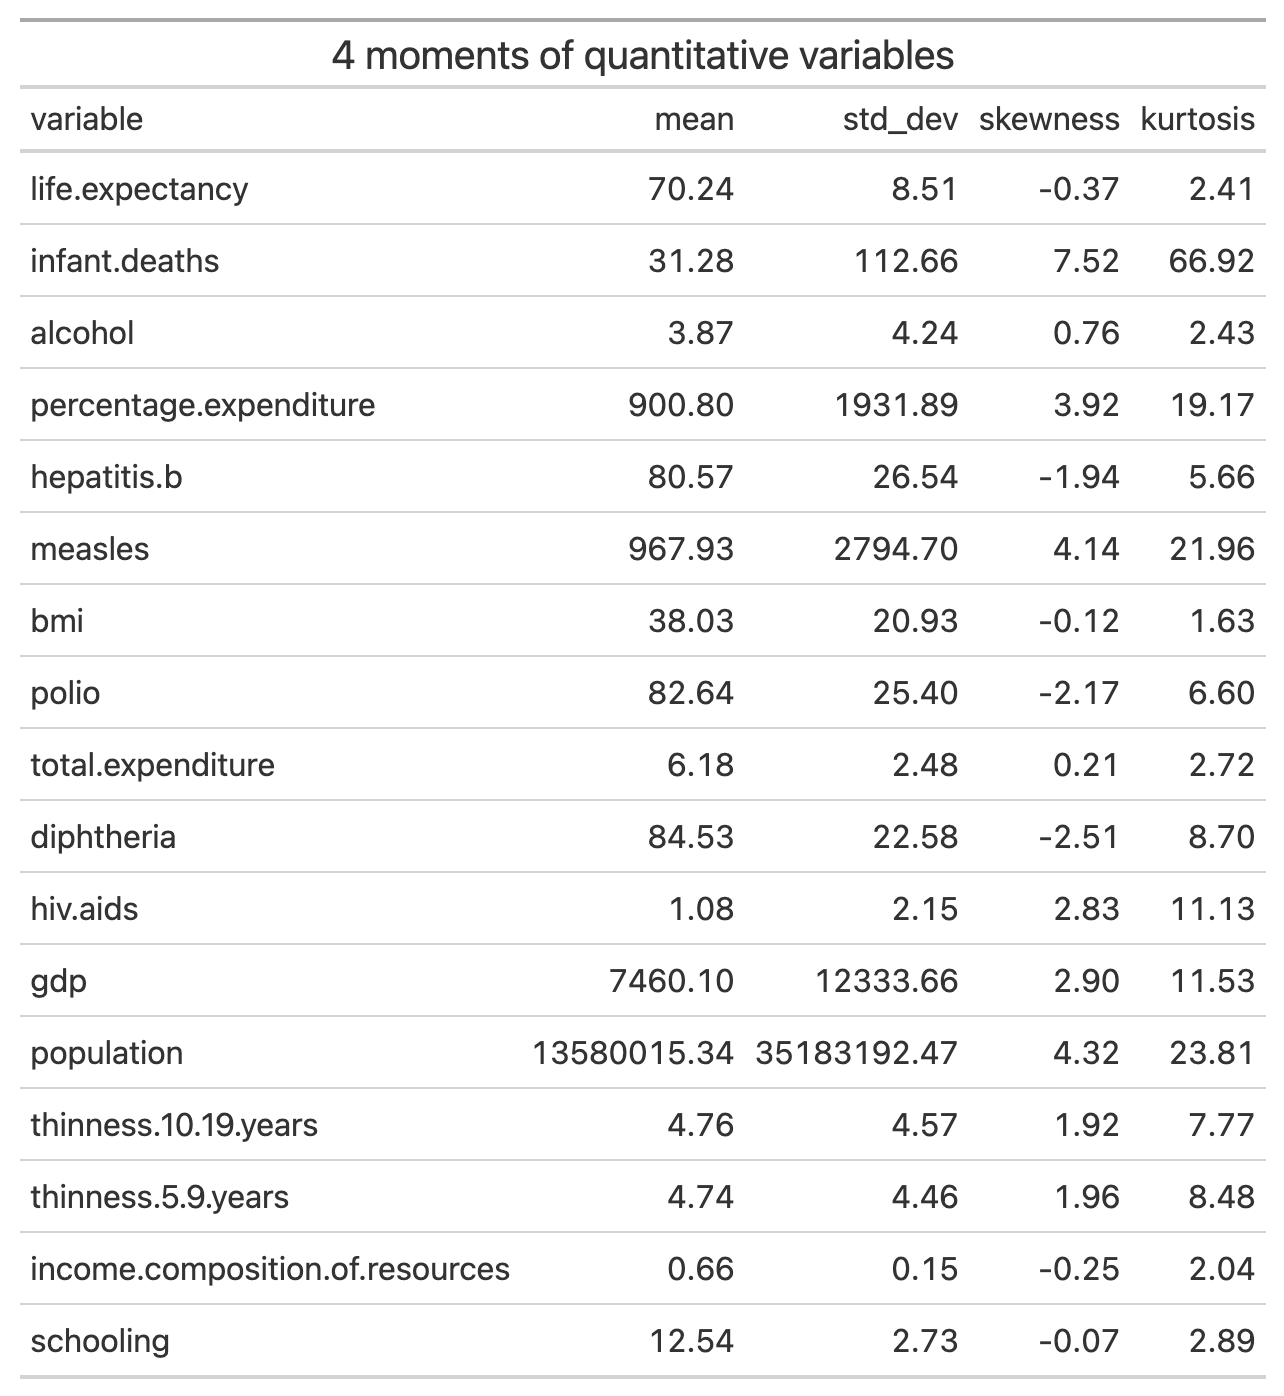 4 moments of quantitative variables
variable mean std_dev skewness kurtosis
life.expectancy 70.24 8.51 -0.37 2.41
infant.deaths 31.28 112.66 7.52 66.92
alcohol 3.87 4.24 0.76 2.43
percentage.expenditure 900.80 1931.89 3.92 19.17
hepatitis.b 80.57 26.54 -1.94 5.66
measles 967.93 2794.70 4.14 21.96
bmi 38.03 20.93 -0.12 1.63
polio 82.64 25.40 -2.17 6.60
total.expenditure 6.18 2.48 0.21 2.72
diphtheria 84.53 22.58 -2.51 8.70
hiv.aids 1.08 2.15 2.83 11.13
gdp 7460.10 12333.66 2.90 11.53
population 13580015.34 35183192.47 4.32 23.81
thinness.10.19.years 4.76 4.57 1.92 7.77
thinness.5.9.years 4.74 4.46 1.96 8.48
income.composition.of.resources 0.66 0.15 -0.25 2.04
schooling 12.54 2.73 -0.07 2.89